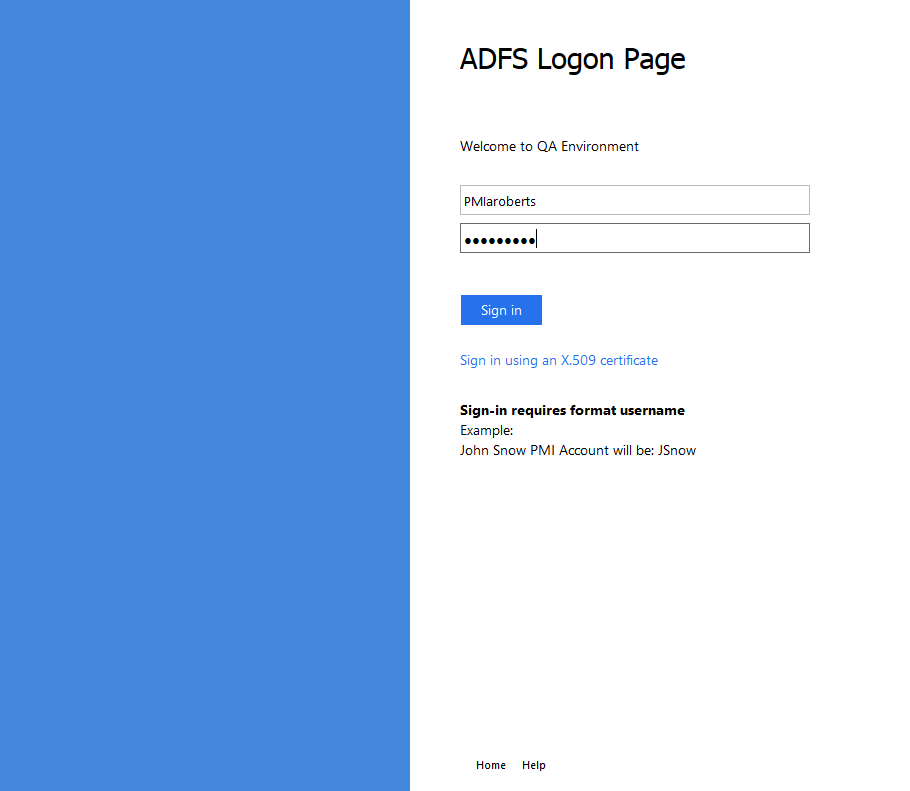 ADFS Logon Page
Welcome to QA Environment
PMIaroberts
●●●●●●●●●
Sign in
Sign in using an X.509 certificate
Sign-in requires format username
Example:
John Snow PMI Account will be: JSnow
Home Help